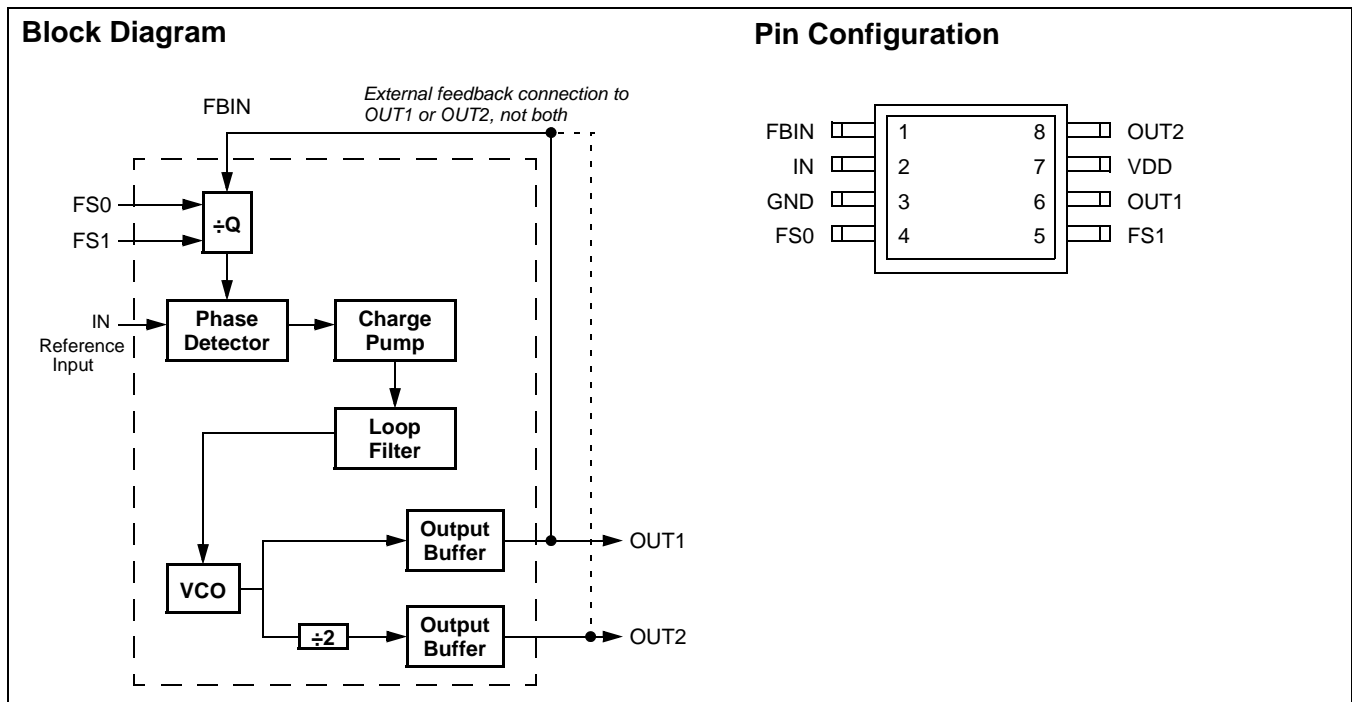 Block Diagram
FBIN
External feedback connection to
OUT1 or OUT2, not both
FS0
FS1
÷Q
IN
Reference
Input
Phase
Detector
Charge
Pump
Loop
Filter
VCO
Output
Buffer
OUT1
÷2
Output
Buffer
OUT2
Pin Configuration
FBIN 1 8 OUT2
IN 2 7 VDD
GND 3 6 OUT1
FS0 4 5 FS1